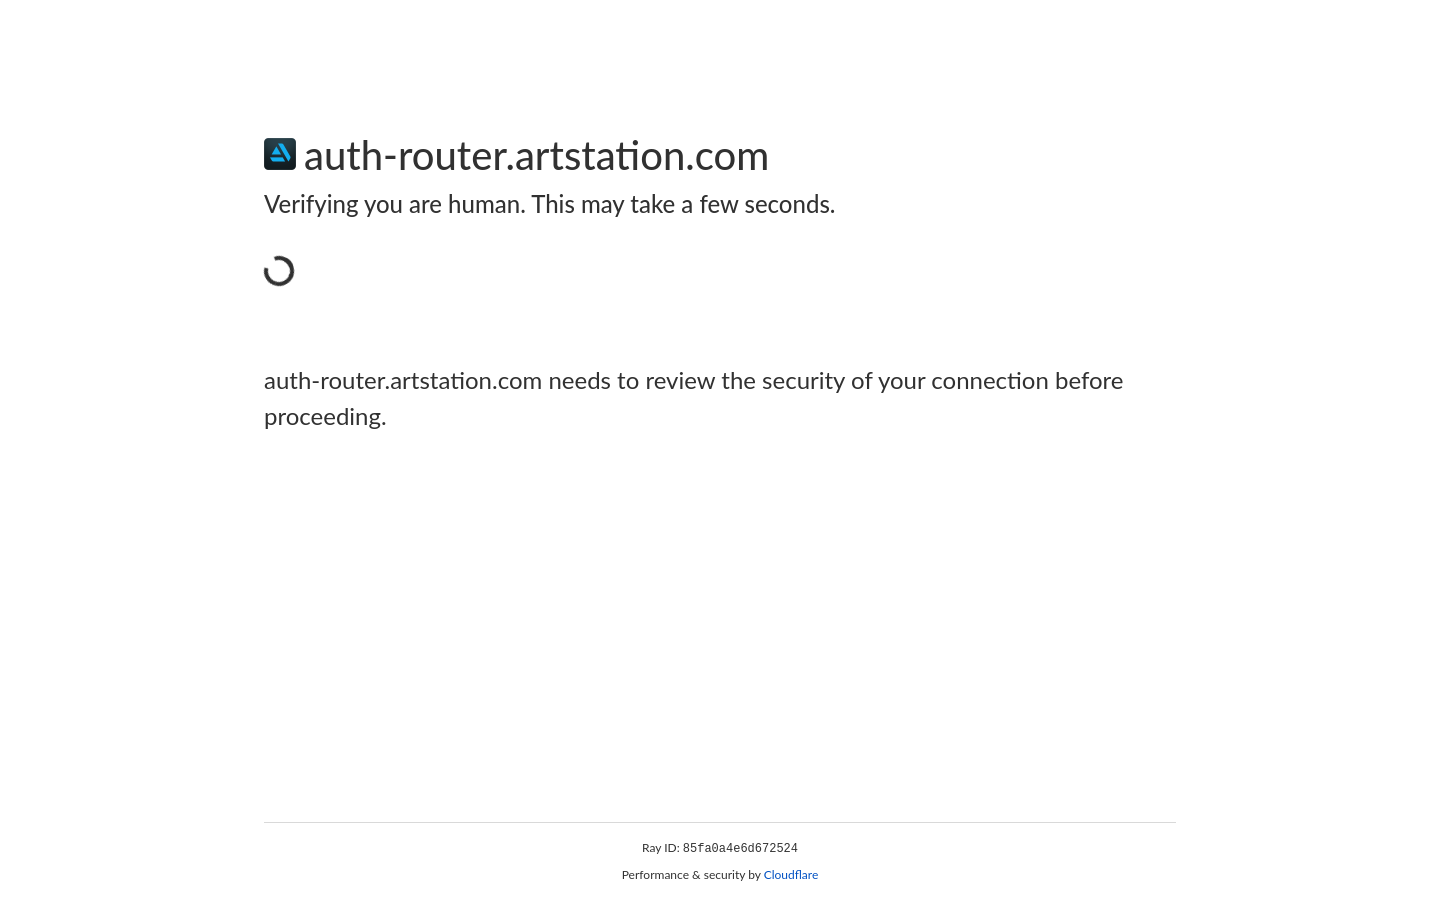 auth-router.artstation.com
Verifying you are human. This may take a few seconds.
auth-router.artstation.com needs to review the security of your connection before
proceeding.
Ray ID: 85fa0a4e6d672524
Performance & security by Cloudflare